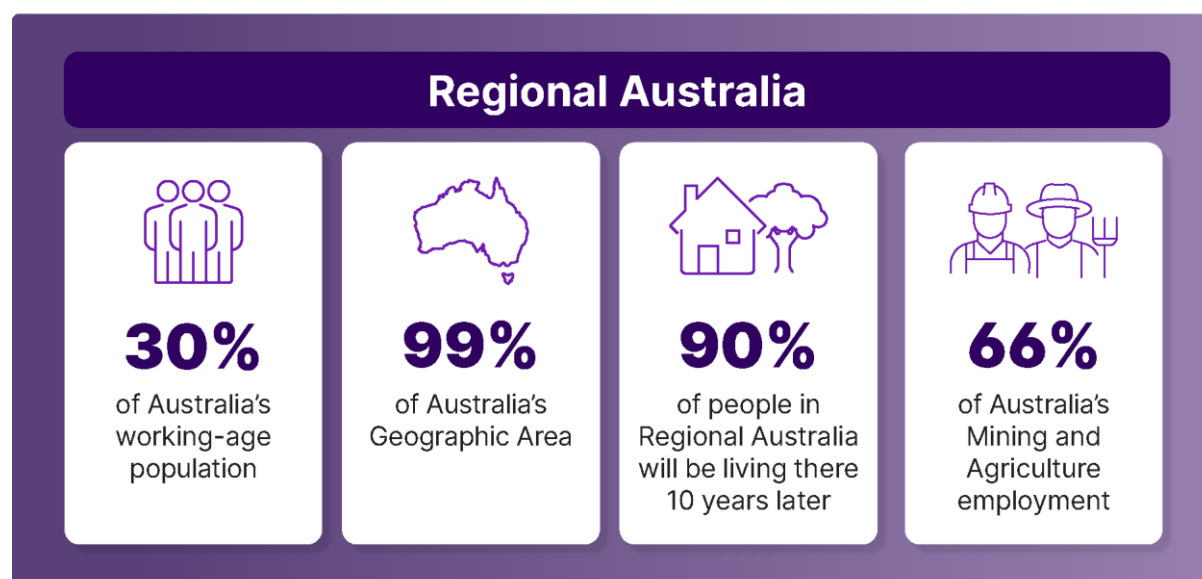 Regional Australia
30%
of Australia’s
working-age
population
99%
of Australia’s
Geographic Area
90%
of people in
Regional Australia
will be living there
10 years later
66%
of Australia’s
Mining and
Agriculture
employment